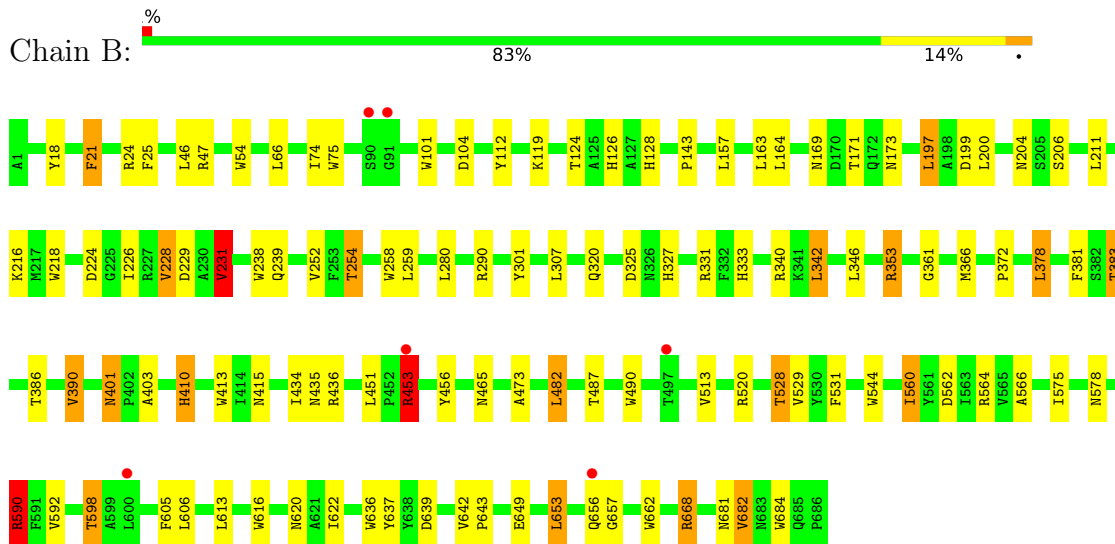 .%
Chain B:
83% 14% •
A1 Y18 F21 R24 F25 L46 R47 W54 L66 I74 W75 S90 G91 W101 D104 Y112 K119 T124 A125 H126 A127 H128 P143 L157 L163 L164 N169 D170 T171 Q172 N173 L197 A198 D199 L200 N204 S205 S206 L211
K216 M217 W218 D224 G225 I226 R227 V228 D229 A230 V231 W238 Q239 V252 F253 T254 W258 L259 L280 R290 Y301 L307 Q320 D325 N326 H327 R331 F332 H333 R340 K341 L342 L346 R353 G361 M366 P372 L378 F381 S382 T383
T386 V390 N401 P402 A403 H410 W413 I414 N415 I434 N435 R436 L451 P452 R453 Y456 N465 A473 L482 T487 W490 T497 V513 R520 T528 V529 Y530 F531 W544 I560 Y561 D562 I563 R564 V565 A566 I575 N578
R590 F591 V592 T598 A599 L600 F605 L606 L613 W616 N620 A621 I622 W636 Y637 Y638 D639 V642 P643 E649 L653 Q656 G657 W662 R668 N681 V682 N683 W684 Q685 P686